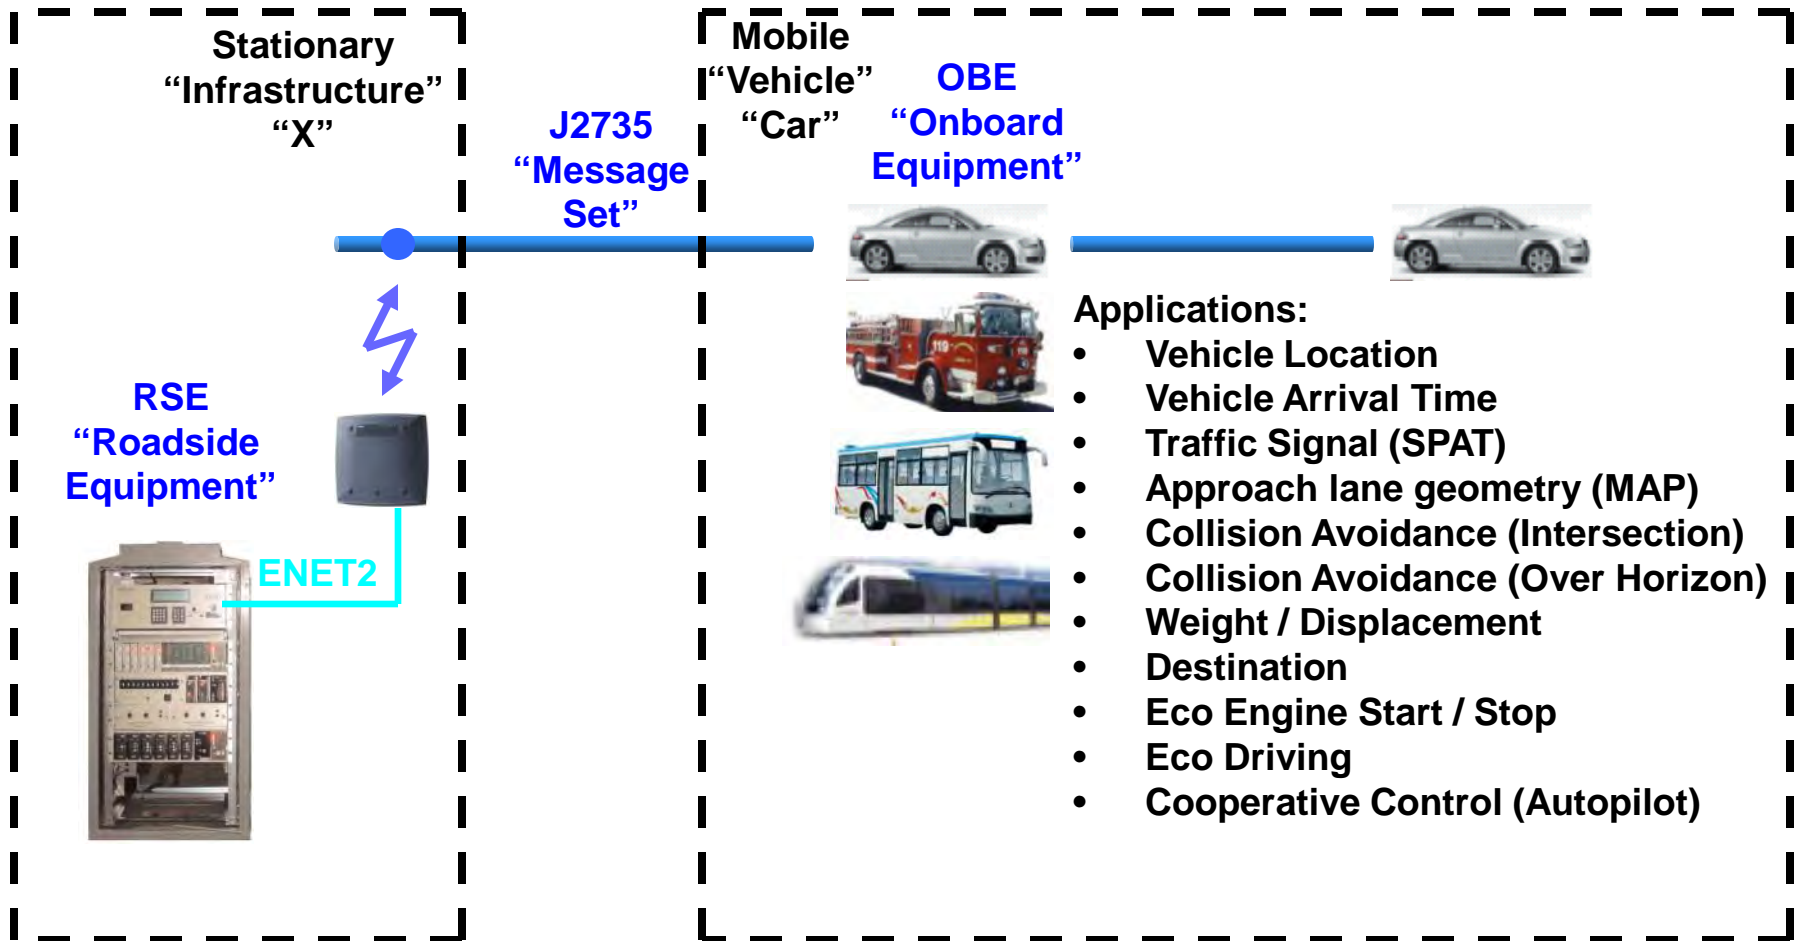 Stationary
“Infrastructure”
“X”
Mobile
“Vehicle”
“Car”
OBE
“Onboard
Equipment”
J2735
“Message
Set”
RSE
“Roadside
Equipment”
ENET2
119
Applications:
• Vehicle Location
• Vehicle Arrival Time
• Traffic Signal (SPAT)
• Approach lane geometry (MAP)
• Collision Avoidance (Intersection)
• Collision Avoidance (Over Horizon)
• Weight / Displacement
• Destination
• Eco Engine Start / Stop
• Eco Driving
• Cooperative Control (Autopilot)